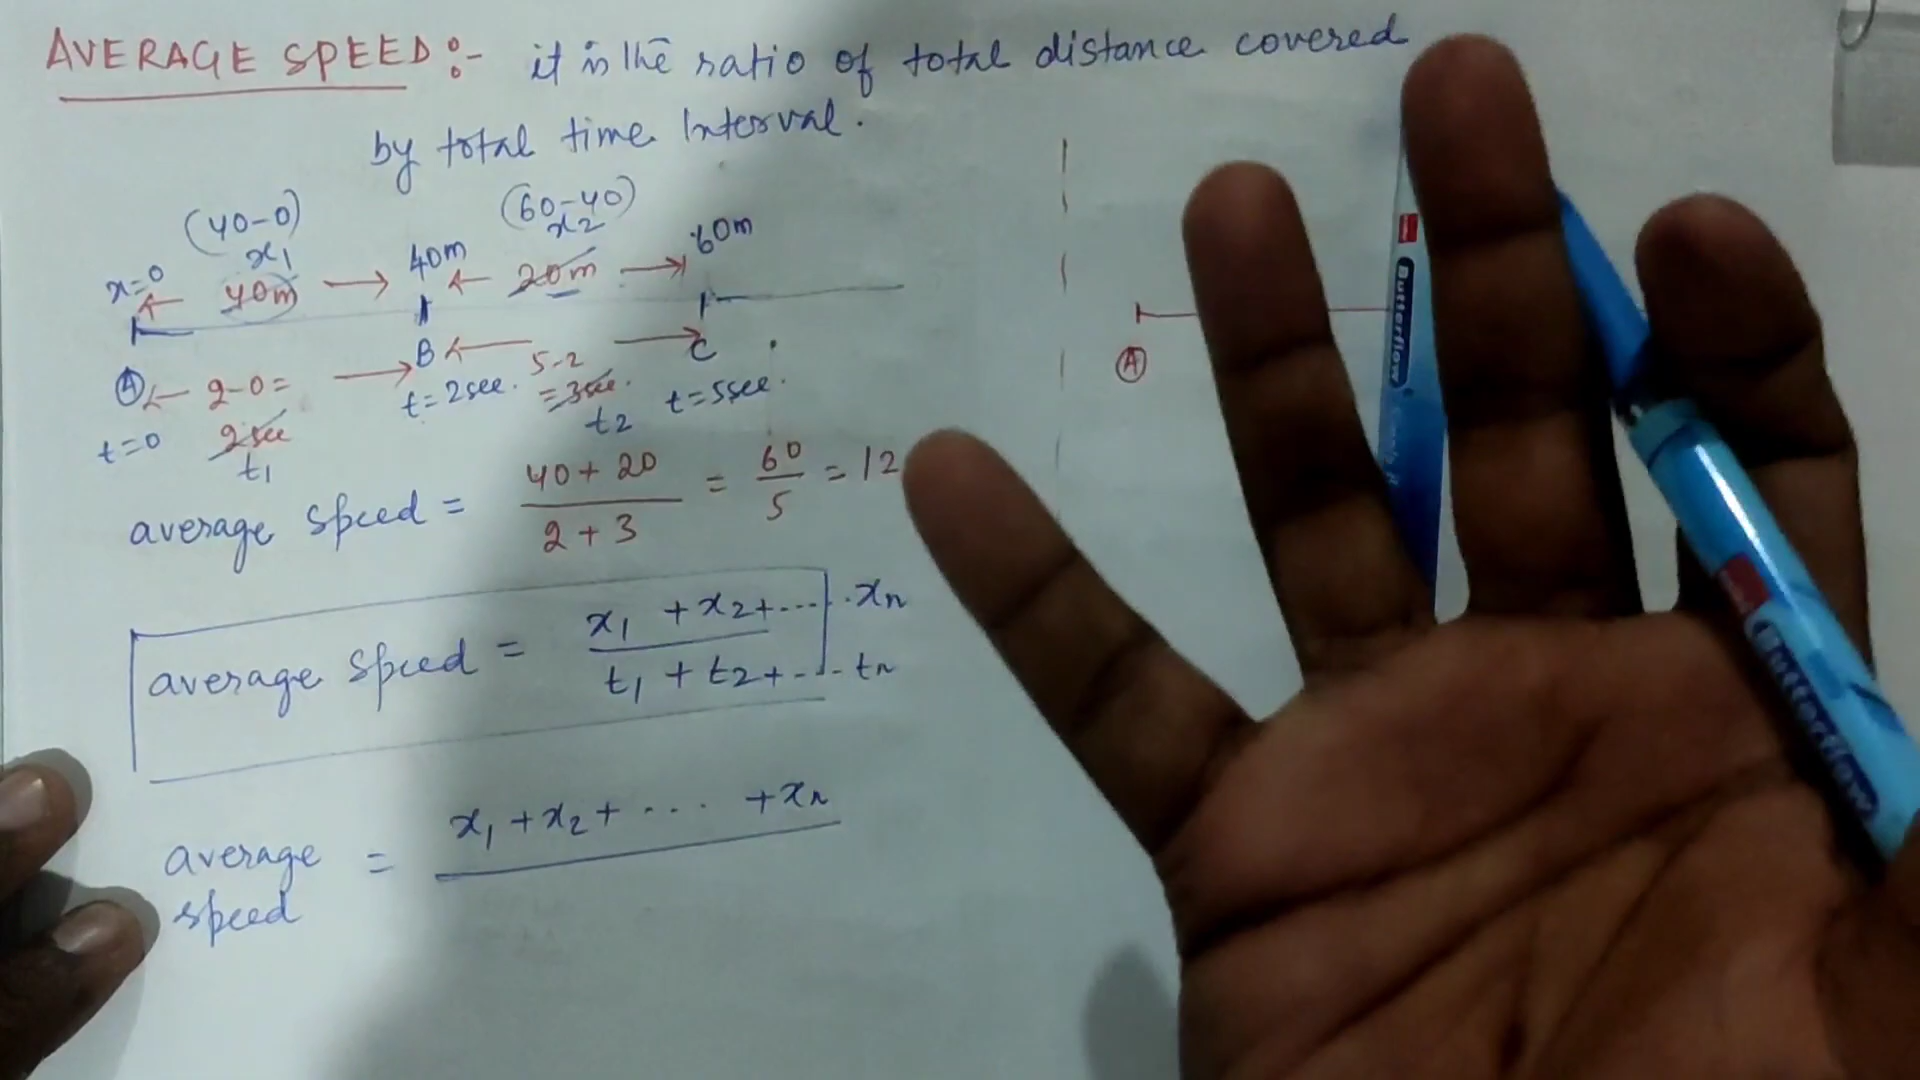 AVERAGE SPEED :- it is the ratio of total distance covered
by total time Interval.
(40-0) (60-40)
x1 x2
x=0 40m 40m 20m 60m
A 2-0= B 5-2 C
t=0 2sec t=2sec. =3sec. t=5sec.
t1 t2
average speed = 40+20 / 2+3 = 60/5 = 12
average speed = x1 + x2+....xn / t1 + t2+....tn
average speed = x1 +x2 + .... +xn
A
Butterflow
Butterflow